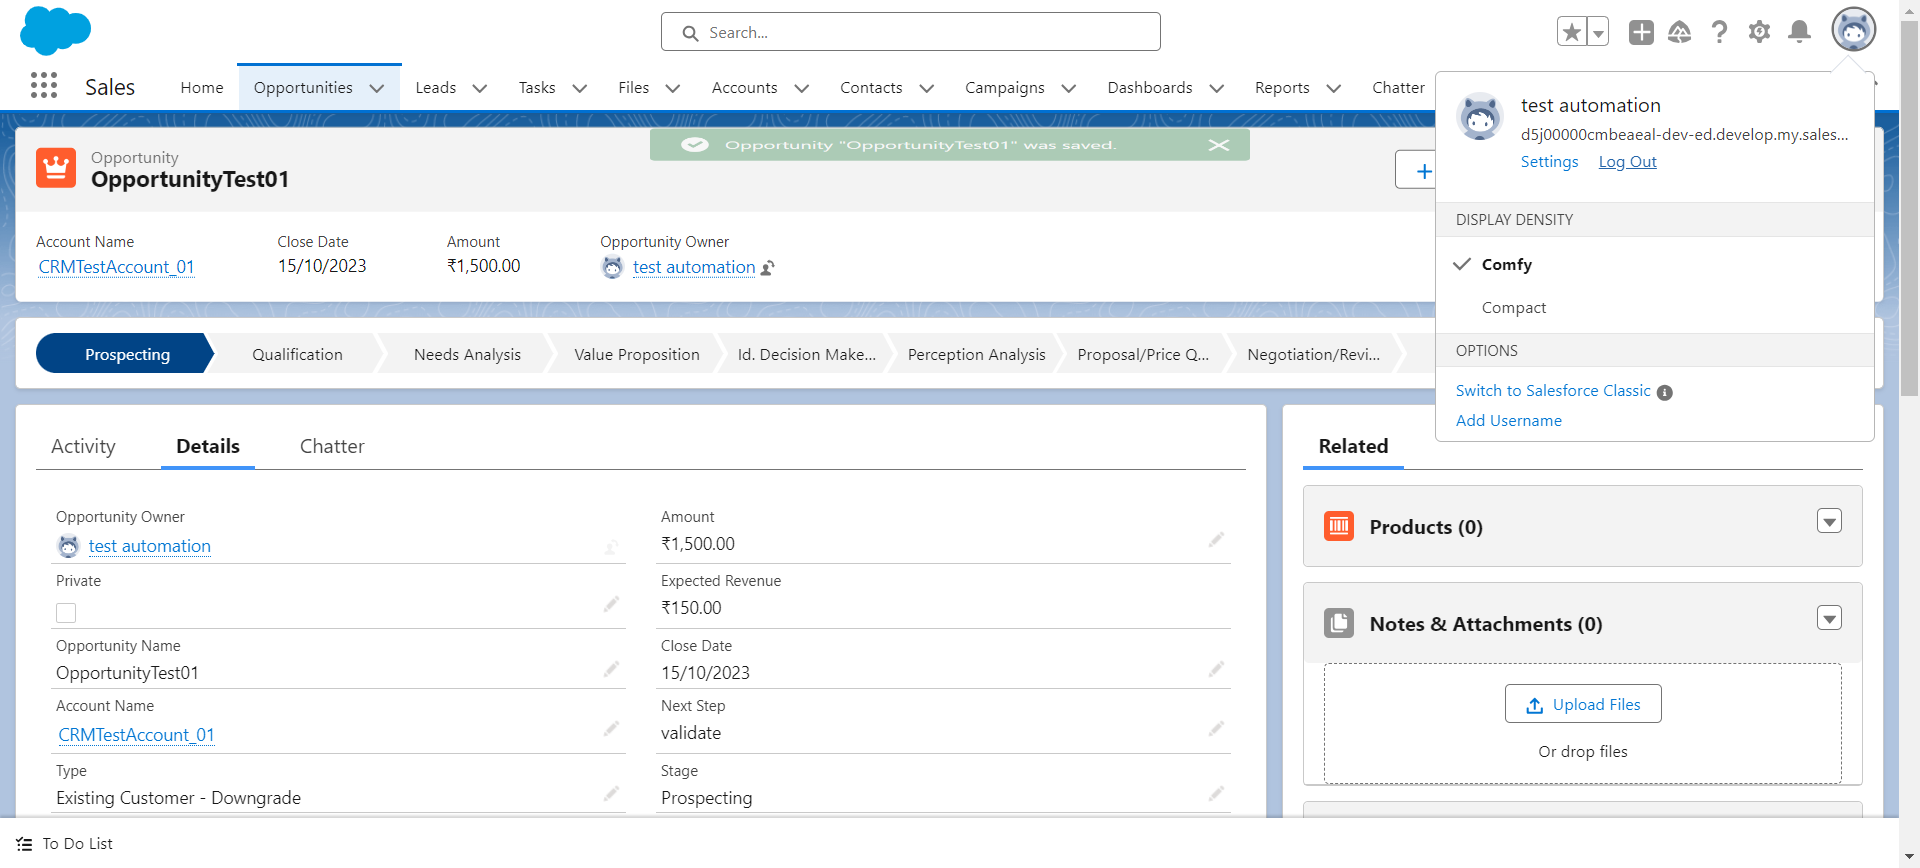 Search...
Sales
Home
Opportunities
Leads
Tasks
Files
Accounts
Contacts
Campaigns
Dashboards
Reports
Chatter
test automation
d5j00000cmbeaeal-dev-ed.develop.my.sales...
Settings
Log Out
DISPLAY DENSITY
Comfy
Compact
OPTIONS
Switch to Salesforce Classic
Add Username
Opportunity "OpportunityTest01" was saved.
Opportunity
OpportunityTest01
Account Name
CRMTestAccount_01
Close Date
15/10/2023
Amount
₹1,500.00
Opportunity Owner
test automation
Prospecting
Qualification
Needs Analysis
Value Proposition
Id. Decision Make...
Perception Analysis
Proposal/Price Q...
Negotiation/Revi...
Activity
Details
Chatter
Opportunity Owner
test automation
Private
Opportunity Name
OpportunityTest01
Account Name
CRMTestAccount_01
Type
Existing Customer - Downgrade
Amount
₹1,500.00
Expected Revenue
₹150.00
Close Date
15/10/2023
Next Step
validate
Stage
Prospecting
Related
Products (0)
Notes & Attachments (0)
Upload Files
Or drop files
To Do List